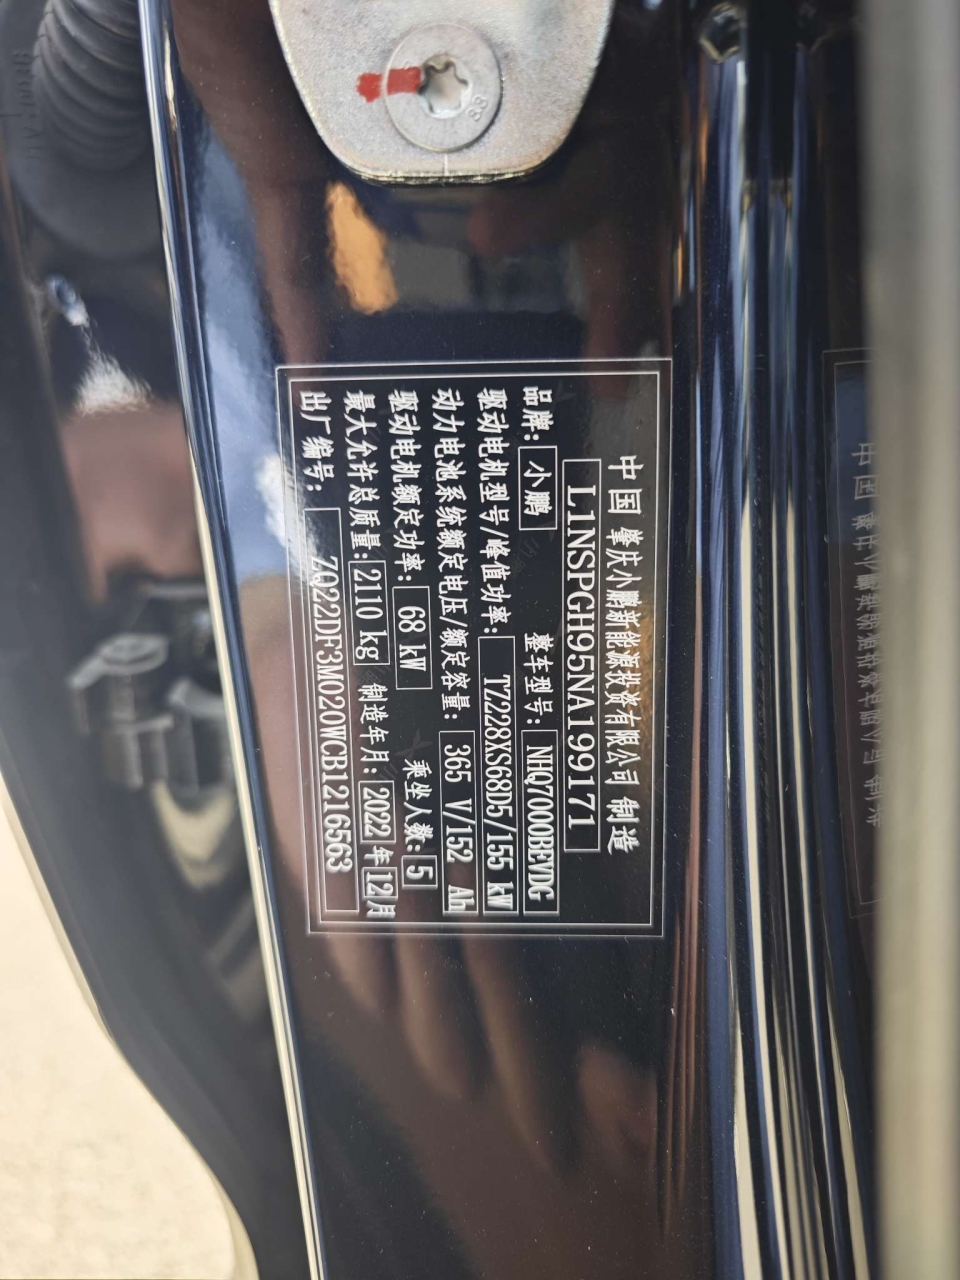 中国 肇庆小鹏新能源投资有限公司 制造
L1NSPGH95NA199171
品牌: 小鹏 整车型号: NHQ7000BEVDG
驱动电机型号/峰值功率: TZ228XS68D5/155 kW
动力电池系统额定电压/额定容量: 365 V/152 Ah
驱动电机额定功率: 68 kW 乘坐人数: 5
最大允许总质量: 2110 kg 制造年月: 2022年12月
出厂编号: ZQ22DF3M020WCB1216563
88